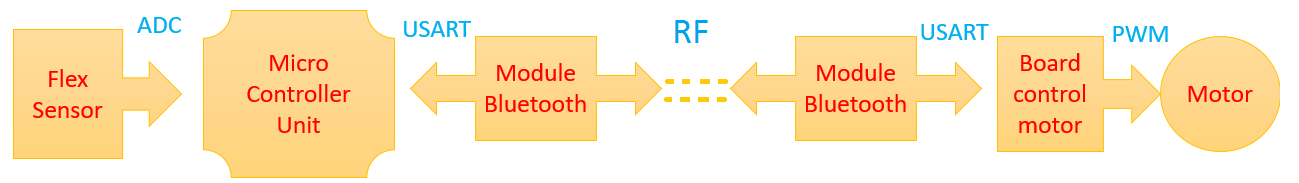 ADC
Flex
Sensor
Micro
Controller
Unit
USART
Module
Bluetooth
RF
Module
Bluetooth
USART
Board
control
motor
PWM
Motor